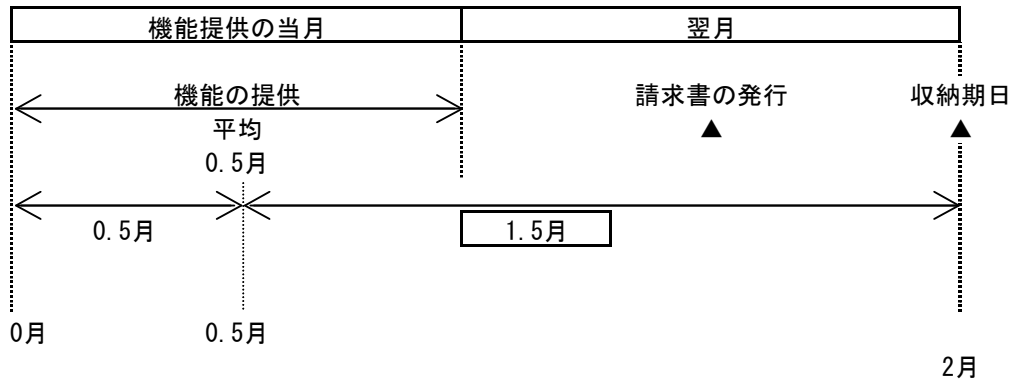 機能提供の当月 翌月
機能の提供 請求書の発行 収納期日
平均 ▲ ▲
0.5月
0.5月 1.5月
0月 0.5月
2月